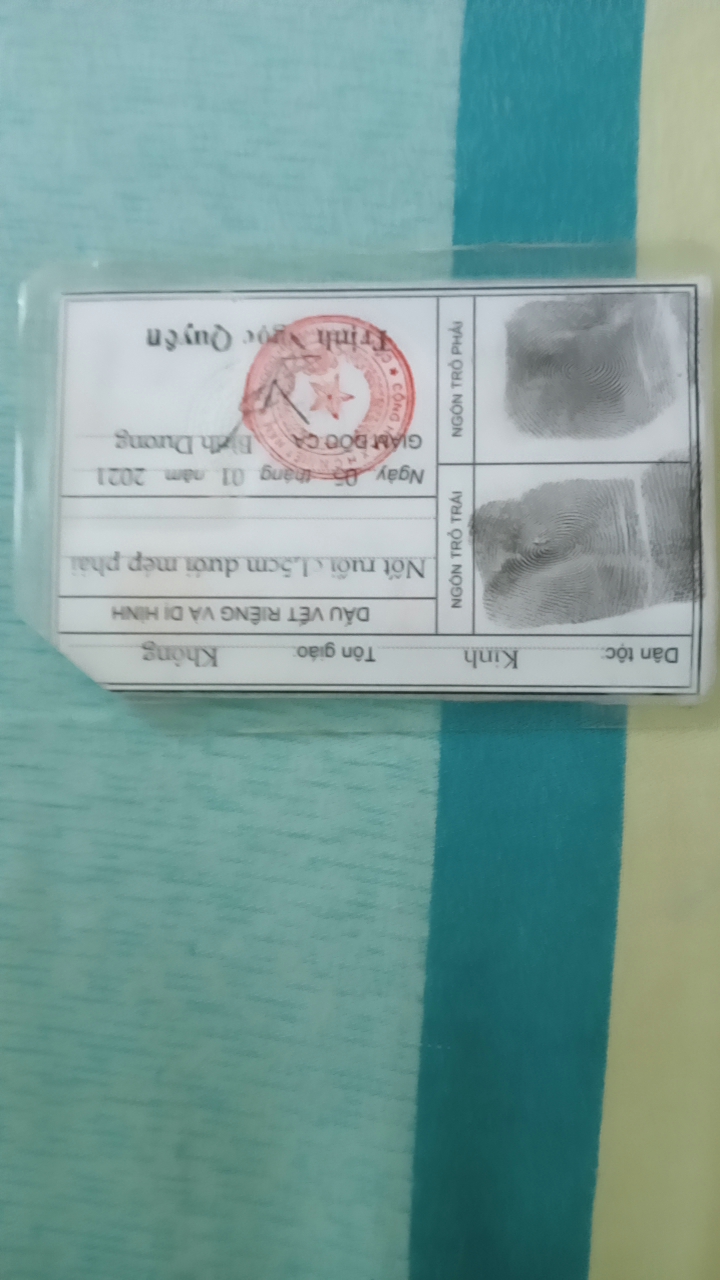 Dân tộc: Kinh Tôn giáo: Không
NGÓN TRỎ TRÁI
NGÓN TRỎ PHẢI
DẤU VẾT RIÊNG VÀ DỊ HÌNH
Nốt ruồi c1,5cm dưới mép phải
Ngày 05 tháng 01 năm 2021
GIÁM ĐỐC CA Bình Dương
Trịnh Ngọc Quyên